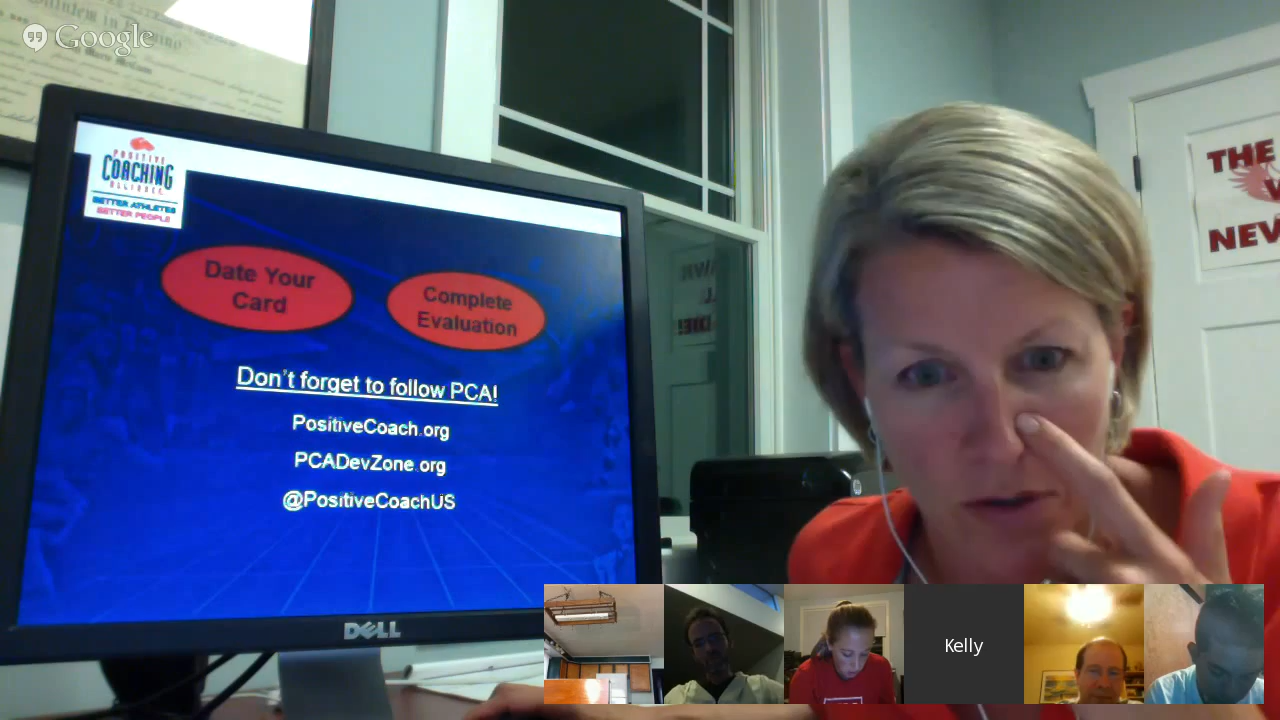 Google
POSITIVE
COACHING
ALLIANCE
BETTER ATHLETES
BETTER PEOPLE
Date Your
Card
Complete
Evaluation
Don't forget to follow PCA!
PositiveCoach.org
PCADevZone.org
@PositiveCoachUS
DELL
THE
NEV
hp
Kelly